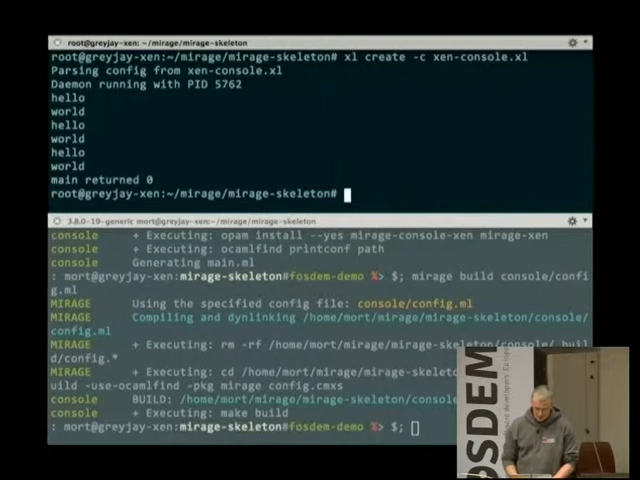 root@greyjay-xen: ~/mirage/mirage-skeleton
root@greyjay-xen:~/mirage/mirage-skeleton# xl create -c xen-console.xl
Parsing config from xen-console.xl
Daemon running with PID 5762
hello
world
hello
world
hello
world
main returned 0
root@greyjay-xen:~/mirage/mirage-skeleton#
3.8.0-19-generic mort@greyjay:~/mirage/mirage-skeleton
console + Executing: opam install --yes mirage-console-xen mirage-xen
console + Executing: ocamlfind printconf path
console Generating main.ml
: mort@greyjay-xen:mirage-skeleton#fosdem-demo %> $; mirage build console/confi
g.ml
MIRAGE Using the specified config file: console/config.ml
MIRAGE Compiling and dynlinking /home/mort/mirage/mirage-skeleton/console/
config.ml
MIRAGE + Executing: rm -rf /home/mort/mirage/mirage-skeleton/console/_buil
d/config.*
MIRAGE + Executing: cd /home/mort/mirage/mirage-skeleto
uild -use-ocamlfind -pkg mirage config.cmxs
console BUILD: /home/mort/mirage/mirage-skeleton/consol
console + Executing: make build
: mort@greyjay-xen:mirage-skeleton#fosdem-demo %> $;
OSDEM